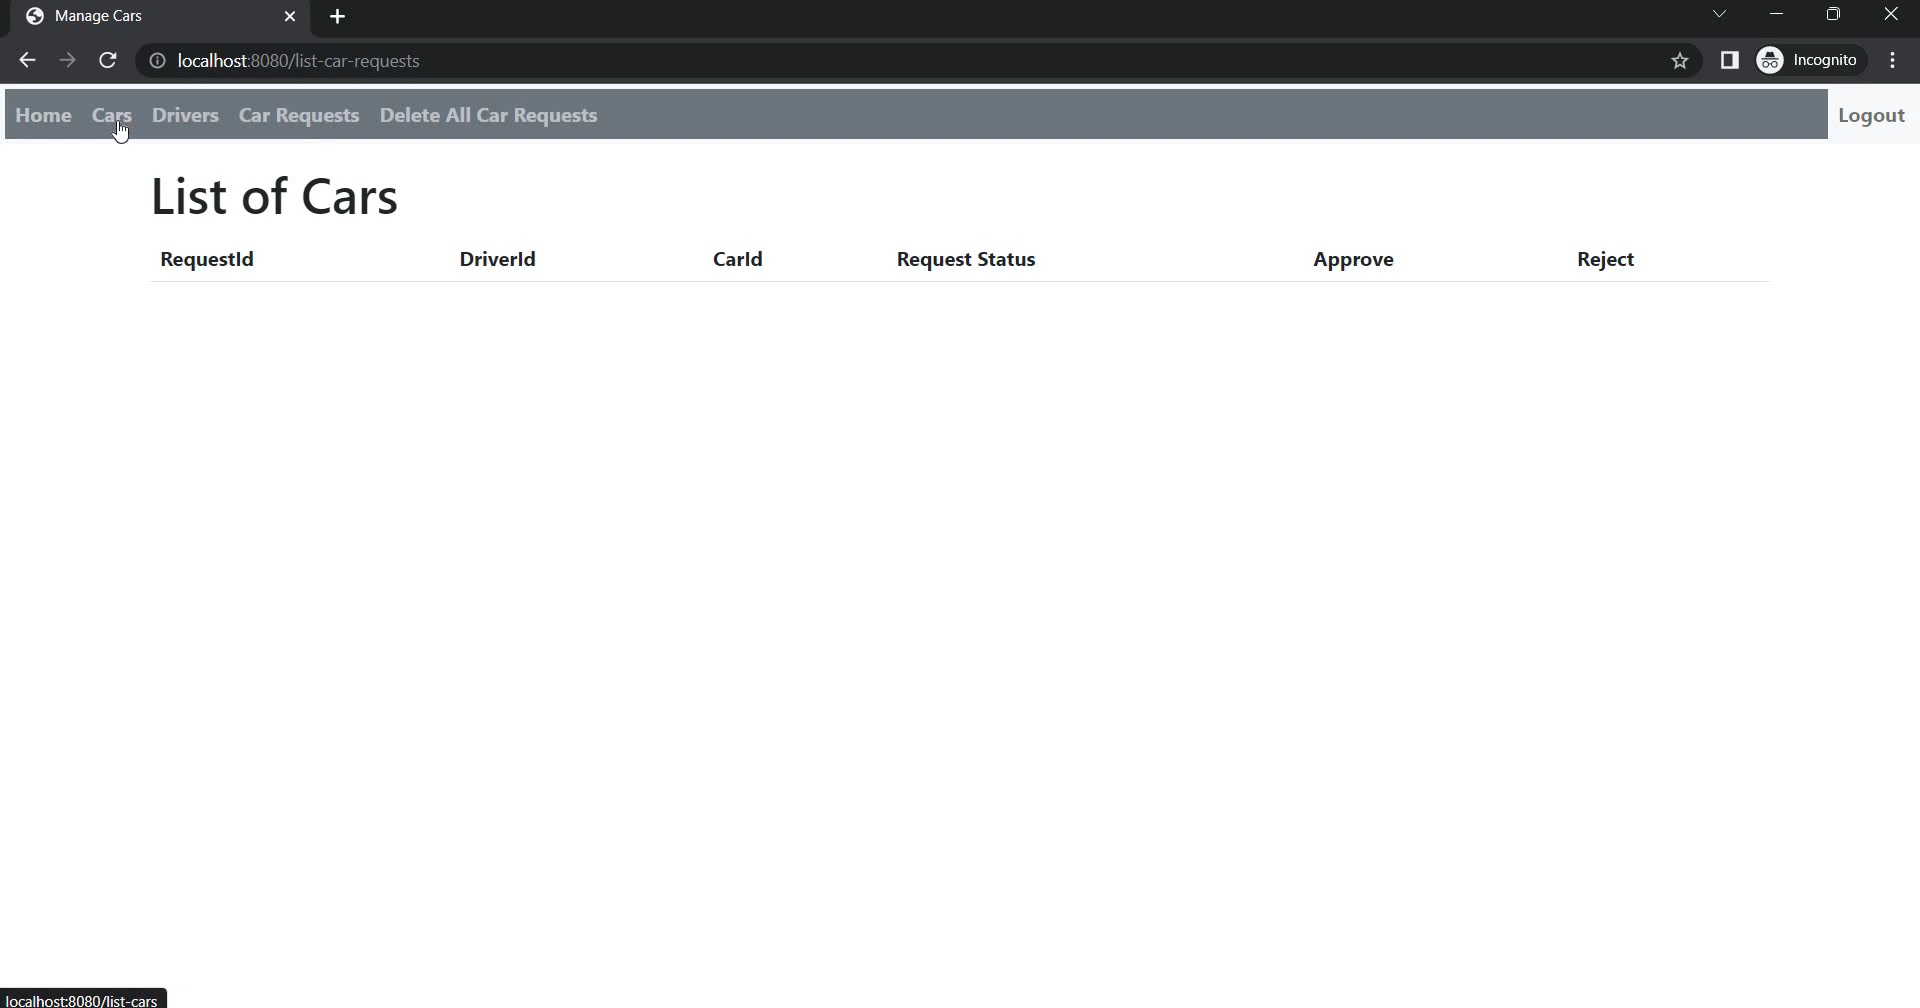 Manage Cars
localhost:8080/list-car-requests
Incognito
Home Cars Drivers Car Requests Delete All Car Requests Logout
List of Cars
RequestId DriverId CarId Request Status Approve Reject
localhost:8080/list-cars